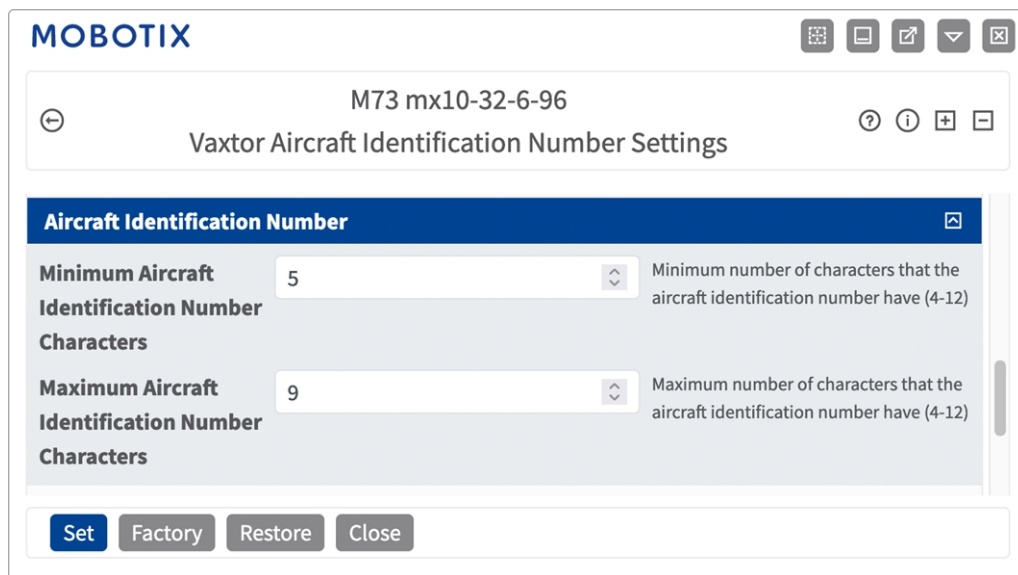 MOBOTIX
M73 mx10-32-6-96
Vaxtor Aircraft Identification Number Settings
Aircraft Identification Number
Minimum Aircraft
Identification Number
Characters
5
Minimum number of characters that the
aircraft identification number have (4-12)
Maximum Aircraft
Identification Number
Characters
9
Maximum number of characters that the
aircraft identification number have (4-12)
Set
Factory
Restore
Close